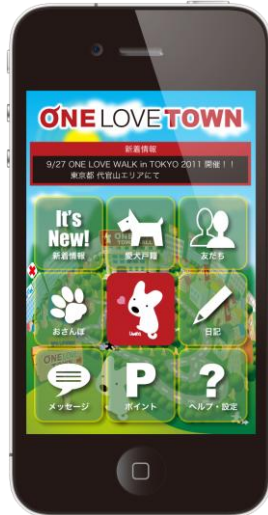 ONE LOVE TOWN
新着情報
9/27 ONE LOVE WALK in TOKYO 2011 開催！！
東京都 代官山エリアにて
It's
New!
新着情報
愛犬戸籍
友だち
おさんぽ
日記
メッセージ
P
ポイント
?
ヘルプ・設定